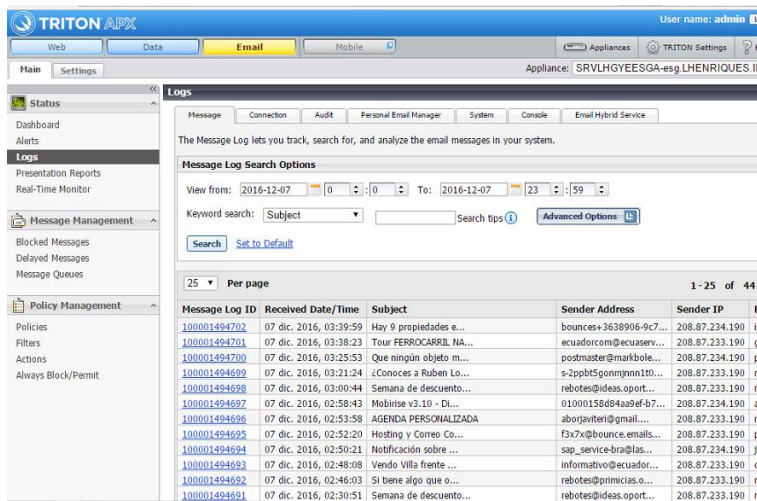 TRITON APX
User name: admin
Web Data Email Mobile
Appliances TRITON Settings
Main Settings
Appliance: SRVLHGYEESGA-esg.LHENRIQUES.I
Status
Dashboard
Alerts
Logs
Presentation Reports
Real-Time Monitor
Message Management
Blocked Messages
Delayed Messages
Message Queues
Policy Management
Policies
Filters
Actions
Always Block/Permit
Logs
Message Connection Audit Personal Email Manager System Console Email Hybrid Service
The Message Log lets you track, search for, and analyze the email messages in your system.
Message Log Search Options
View from: 2016-12-07 0 : 0 To: 2016-12-07 23 : 59
Keyword search: Subject Search tips Advanced Options
Search Set to Default
25 Per page 1 - 25 of 44
Message Log ID Received Date/Time Subject Sender Address Sender IP
100001494702 07 dic. 2016, 03:39:59 Hay 9 propiedades e... bounces+3638906-9c7... 208.87.234.190
100001494701 07 dic. 2016, 03:38:23 Tour FERROCARRIL NA... ecuadorcom@ecuaserv... 208.87.233.190
100001494700 07 dic. 2016, 03:25:53 Que ningún objeto m... postmaster@markbole... 208.87.234.190
100001494699 07 dic. 2016, 03:21:24 ¿Conoces a Ruben Lo... s-2ppbt5gonmjnnn1t0... 208.87.233.190
100001494698 07 dic. 2016, 03:00:44 Semana de descuento... rebotes@ideas.oport... 208.87.233.190
100001494697 07 dic. 2016, 02:58:43 Mobirise v3.10 - Di... 01000158d84aa9ef-b7... 208.87.234.190
100001494696 07 dic. 2016, 02:53:58 AGENDA PERSONALIZADA aborjaviteri@gmail.... 208.87.233.190
100001494695 07 dic. 2016, 02:52:20 Hosting y Correo Co... f3x7x@bounce.emails... 208.87.233.190
100001494694 07 dic. 2016, 02:50:21 Notificación sobre ... sap_service-bra@las... 208.87.234.190
100001494693 07 dic. 2016, 02:48:08 Vendo Villa frente ... informativo@ecuador... 208.87.233.190
100001494692 07 dic. 2016, 02:46:03 Si tiene algo que o... rebotes@primicias.o... 208.87.233.190
100001494691 07 dic. 2016, 02:30:51 Semana de descuento... rebotes@ideas.oport... 208.87.233.190